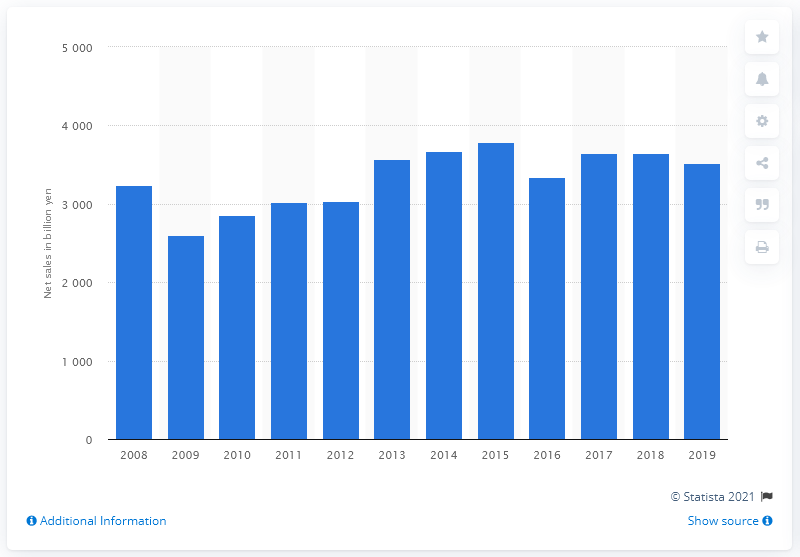 5 000
4 000
3 000
2 000
1 000
0
Net sales in billion yen
2008 2009 2010 2011 2012 2013 2014 2015 2016 2017 2018 2019
© Statista 2021
Additional Information
Show source